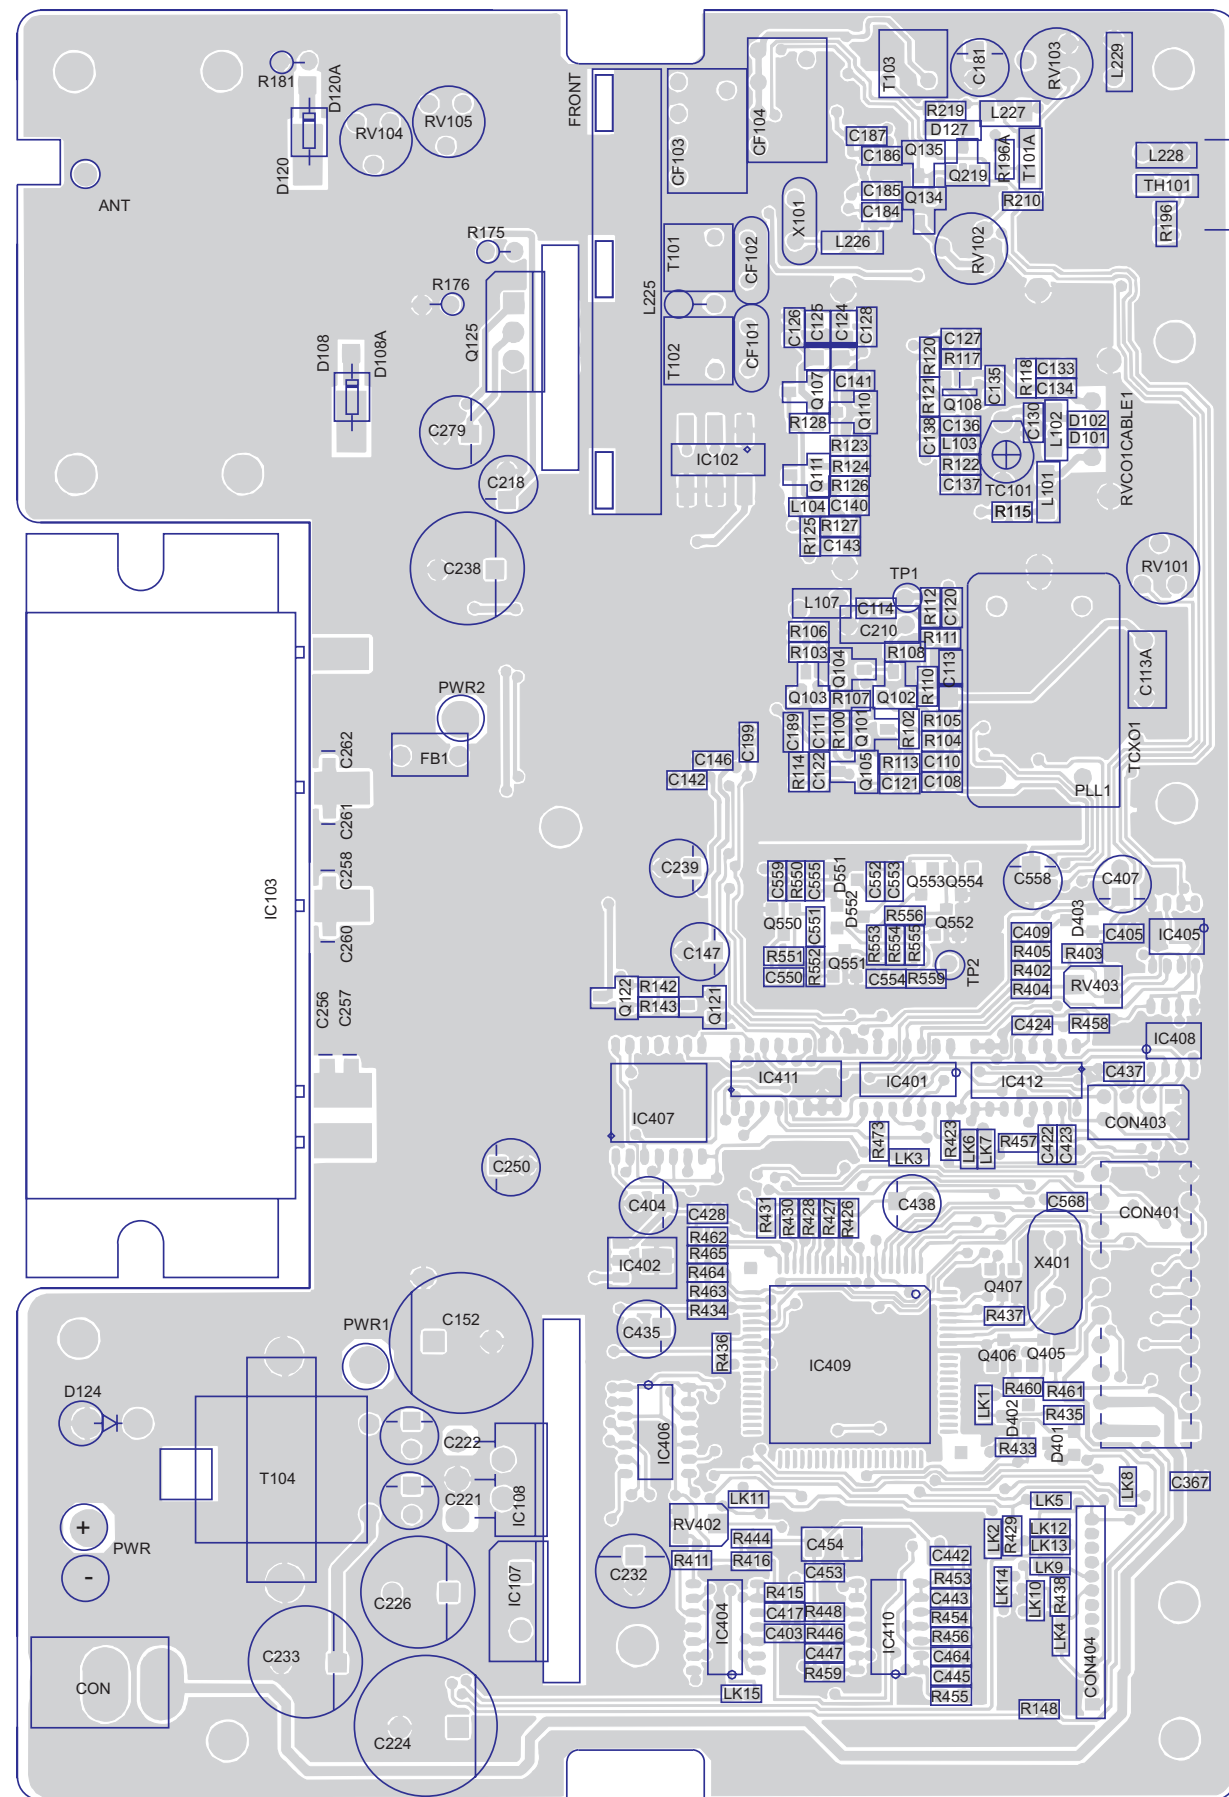 R181
D120A
D120
RV104
RV105
ANT
FRONT
CF103
CF104
T103
C181
RV103
L229
R219
L227
D127
C187
C186
Q135
Q219
R196A
T101A
L228
TH101
R196
C185
C184
Q134
R210
X101
L226
RV102
R175
R176
Q125
L225
T101
T102
CF102
CF101
D108
D108A
C279
C218
C238
IC102
C126
C125
C124
C128
Q107
C141
Q110
R128
R123
R124
R126
Q111
L104
C140
R125
R127
C143
R120
C127
R117
R121
Q108
C135
C138
C136
L103
R122
C137
R118
C133
C134
C130
L102
D102
D101
TC101
L101
R115
RVCO1CABLE1
RV101
TP1
L107
C114
C210
R112
C120
R111
R106
R103
Q104
R108
R110
C113
Q103
R107
Q102
C189
C111
R100
Q101
R102
R105
R104
R114
C122
Q105
R113
C121
C110
C108
C113A
TCXO1
PLL1
C199
C146
C142
PWR2
FB1
IC103
C262
C261
C258
C260
C256
C257
C239
C147
C559
R550
C555
D551
D552
C552
C553
Q553
Q554
Q550
C551
R556
Q552
R551
C550
R552
Q551
R553
R554
R555
C554
R559
TP2
C558
C407
D403
C409
R405
R402
R404
C405
R403
RV403
IC405
C424
R458
IC408
C437
Q122
R142
R143
Q121
IC407
IC411
IC401
IC412
CON403
R473
LK3
R423
LK6
LK7
R457
C422
C423
C250
C404
C428
R462
R465
R464
R463
R434
IC402
C435
R436
R431
R430
R428
R427
R426
C438
C568
CON401
X401
Q407
R437
IC409
Q406
Q405
R460
R461
LK1
D402
R435
R433
D401
C152
PWR1
D124
T104
C222
C221
IC108
IC406
+
PWR
-
C226
IC107
C232
RV402
LK11
R444
R411
R416
C454
C453
R415
C417
C403
R448
R446
C447
R459
IC404
IC410
LK15
C442
R453
C443
R454
R456
C464
C445
R455
LK2
R429
LK5
LK12
LK13
LK9
LK14
LK10
R438
LK4
LK8
C367
CON404
R148
CON
C233
C224